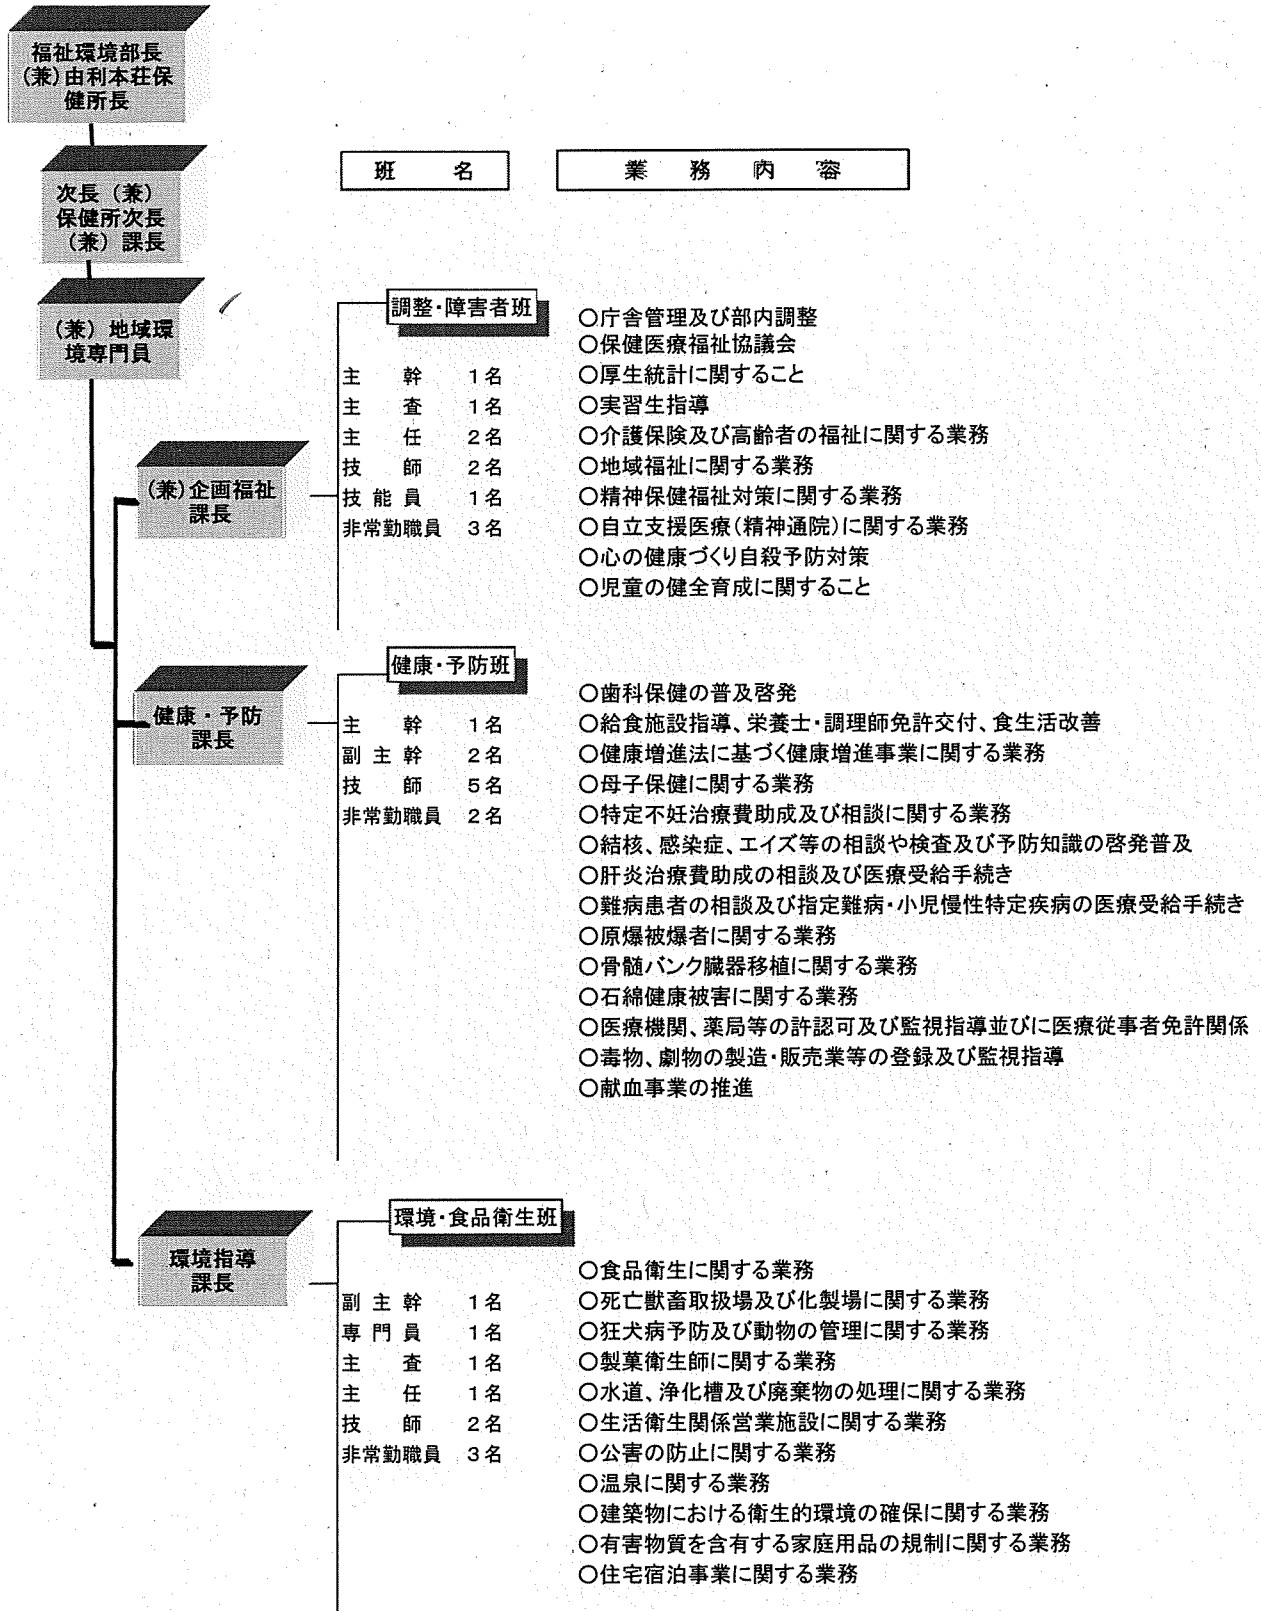 福祉環境部長
(兼)由利本荘保
健所長
次長（兼）
保健所次長
（兼）課長
（兼）地域環
境専門員
班　名
業　務　内　容
(兼)企画福祉
課長
調整・障害者班
主　幹　1名
主　査　1名
主　任　2名
技　師　2名
技 能 員　1名
非常勤職員　3名
○庁舎管理及び部内調整
○保健医療福祉協議会
○厚生統計に関すること
○実習生指導
○介護保険及び高齢者の福祉に関する業務
○地域福祉に関する業務
○精神保健福祉対策に関する業務
○自立支援医療(精神通院)に関する業務
○心の健康づくり自殺予防対策
○児童の健全育成に関すること
健康・予防
課長
健康・予防班
主　幹　1名
副 主 幹　2名
技　師　5名
非常勤職員　2名
○歯科保健の普及啓発
○給食施設指導、栄養士・調理師免許交付、食生活改善
○健康増進法に基づく健康増進事業に関する業務
○母子保健に関する業務
○特定不妊治療費助成及び相談に関する業務
○結核、感染症、エイズ等の相談や検査及び予防知識の啓発普及
○肝炎治療費助成の相談及び医療受給手続き
○難病患者の相談及び指定難病・小児慢性特定疾病の医療受給手続き
○原爆被爆者に関する業務
○骨髄バンク臓器移植に関する業務
○石綿健康被害に関する業務
○医療機関、薬局等の許認可及び監視指導並びに医療従事者免許関係
○毒物、劇物の製造・販売業等の登録及び監視指導
○献血事業の推進
環境指導
課長
環境・食品衛生班
副 主 幹　1名
専 門 員　1名
主　査　1名
主　任　1名
技　師　2名
非常勤職員　3名
○食品衛生に関する業務
○死亡獣畜取扱場及び化製場に関する業務
○狂犬病予防及び動物の管理に関する業務
○製菓衛生師に関する業務
○水道、浄化槽及び廃棄物の処理に関する業務
○生活衛生関係営業施設に関する業務
○公害の防止に関する業務
○温泉に関する業務
○建築物における衛生的環境の確保に関する業務
○有害物質を含有する家庭用品の規制に関する業務
○住宅宿泊事業に関する業務